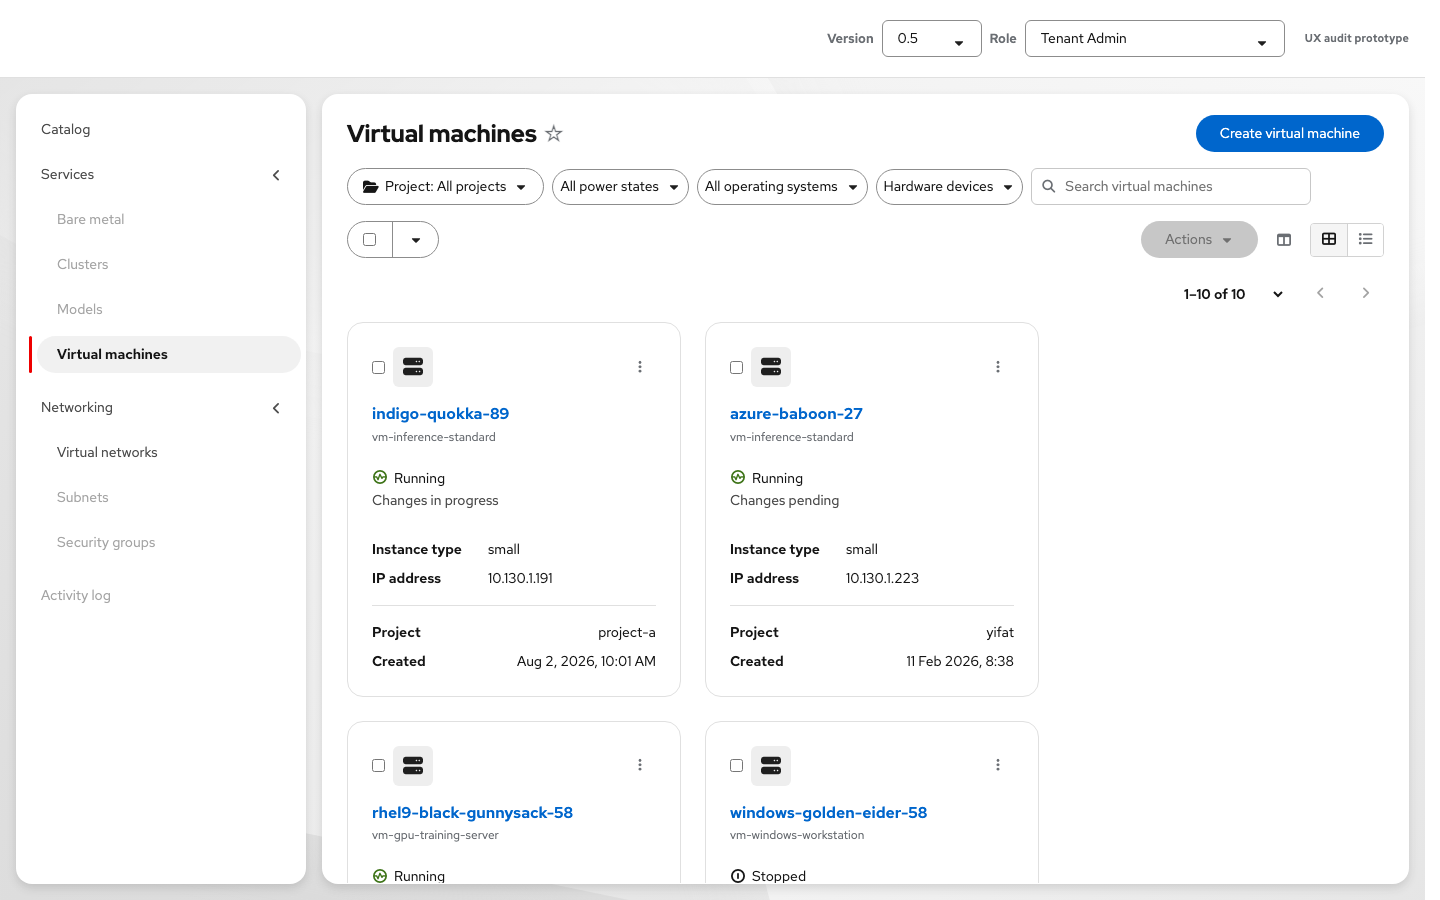 Version 0.5 Role Tenant Admin UX audit prototype
Catalog
Services
Bare metal
Clusters
Models
Virtual machines
Networking
Virtual networks
Subnets
Security groups
Activity log
Virtual machines
Create virtual machine
Project: All projects All power states All operating systems Hardware devices Search virtual machines
Actions
1–10 of 10
indigo-quokka-89
vm-inference-standard
Running
Changes in progress
Instance type small
IP address 10.130.1.191
Project project-a
Created Aug 2, 2026, 10:01 AM
azure-baboon-27
vm-inference-standard
Running
Changes pending
Instance type small
IP address 10.130.1.223
Project yifat
Created 11 Feb 2026, 8:38
rhel9-black-gunnysack-58
vm-gpu-training-server
Running
windows-golden-eider-58
vm-windows-workstation
Stopped